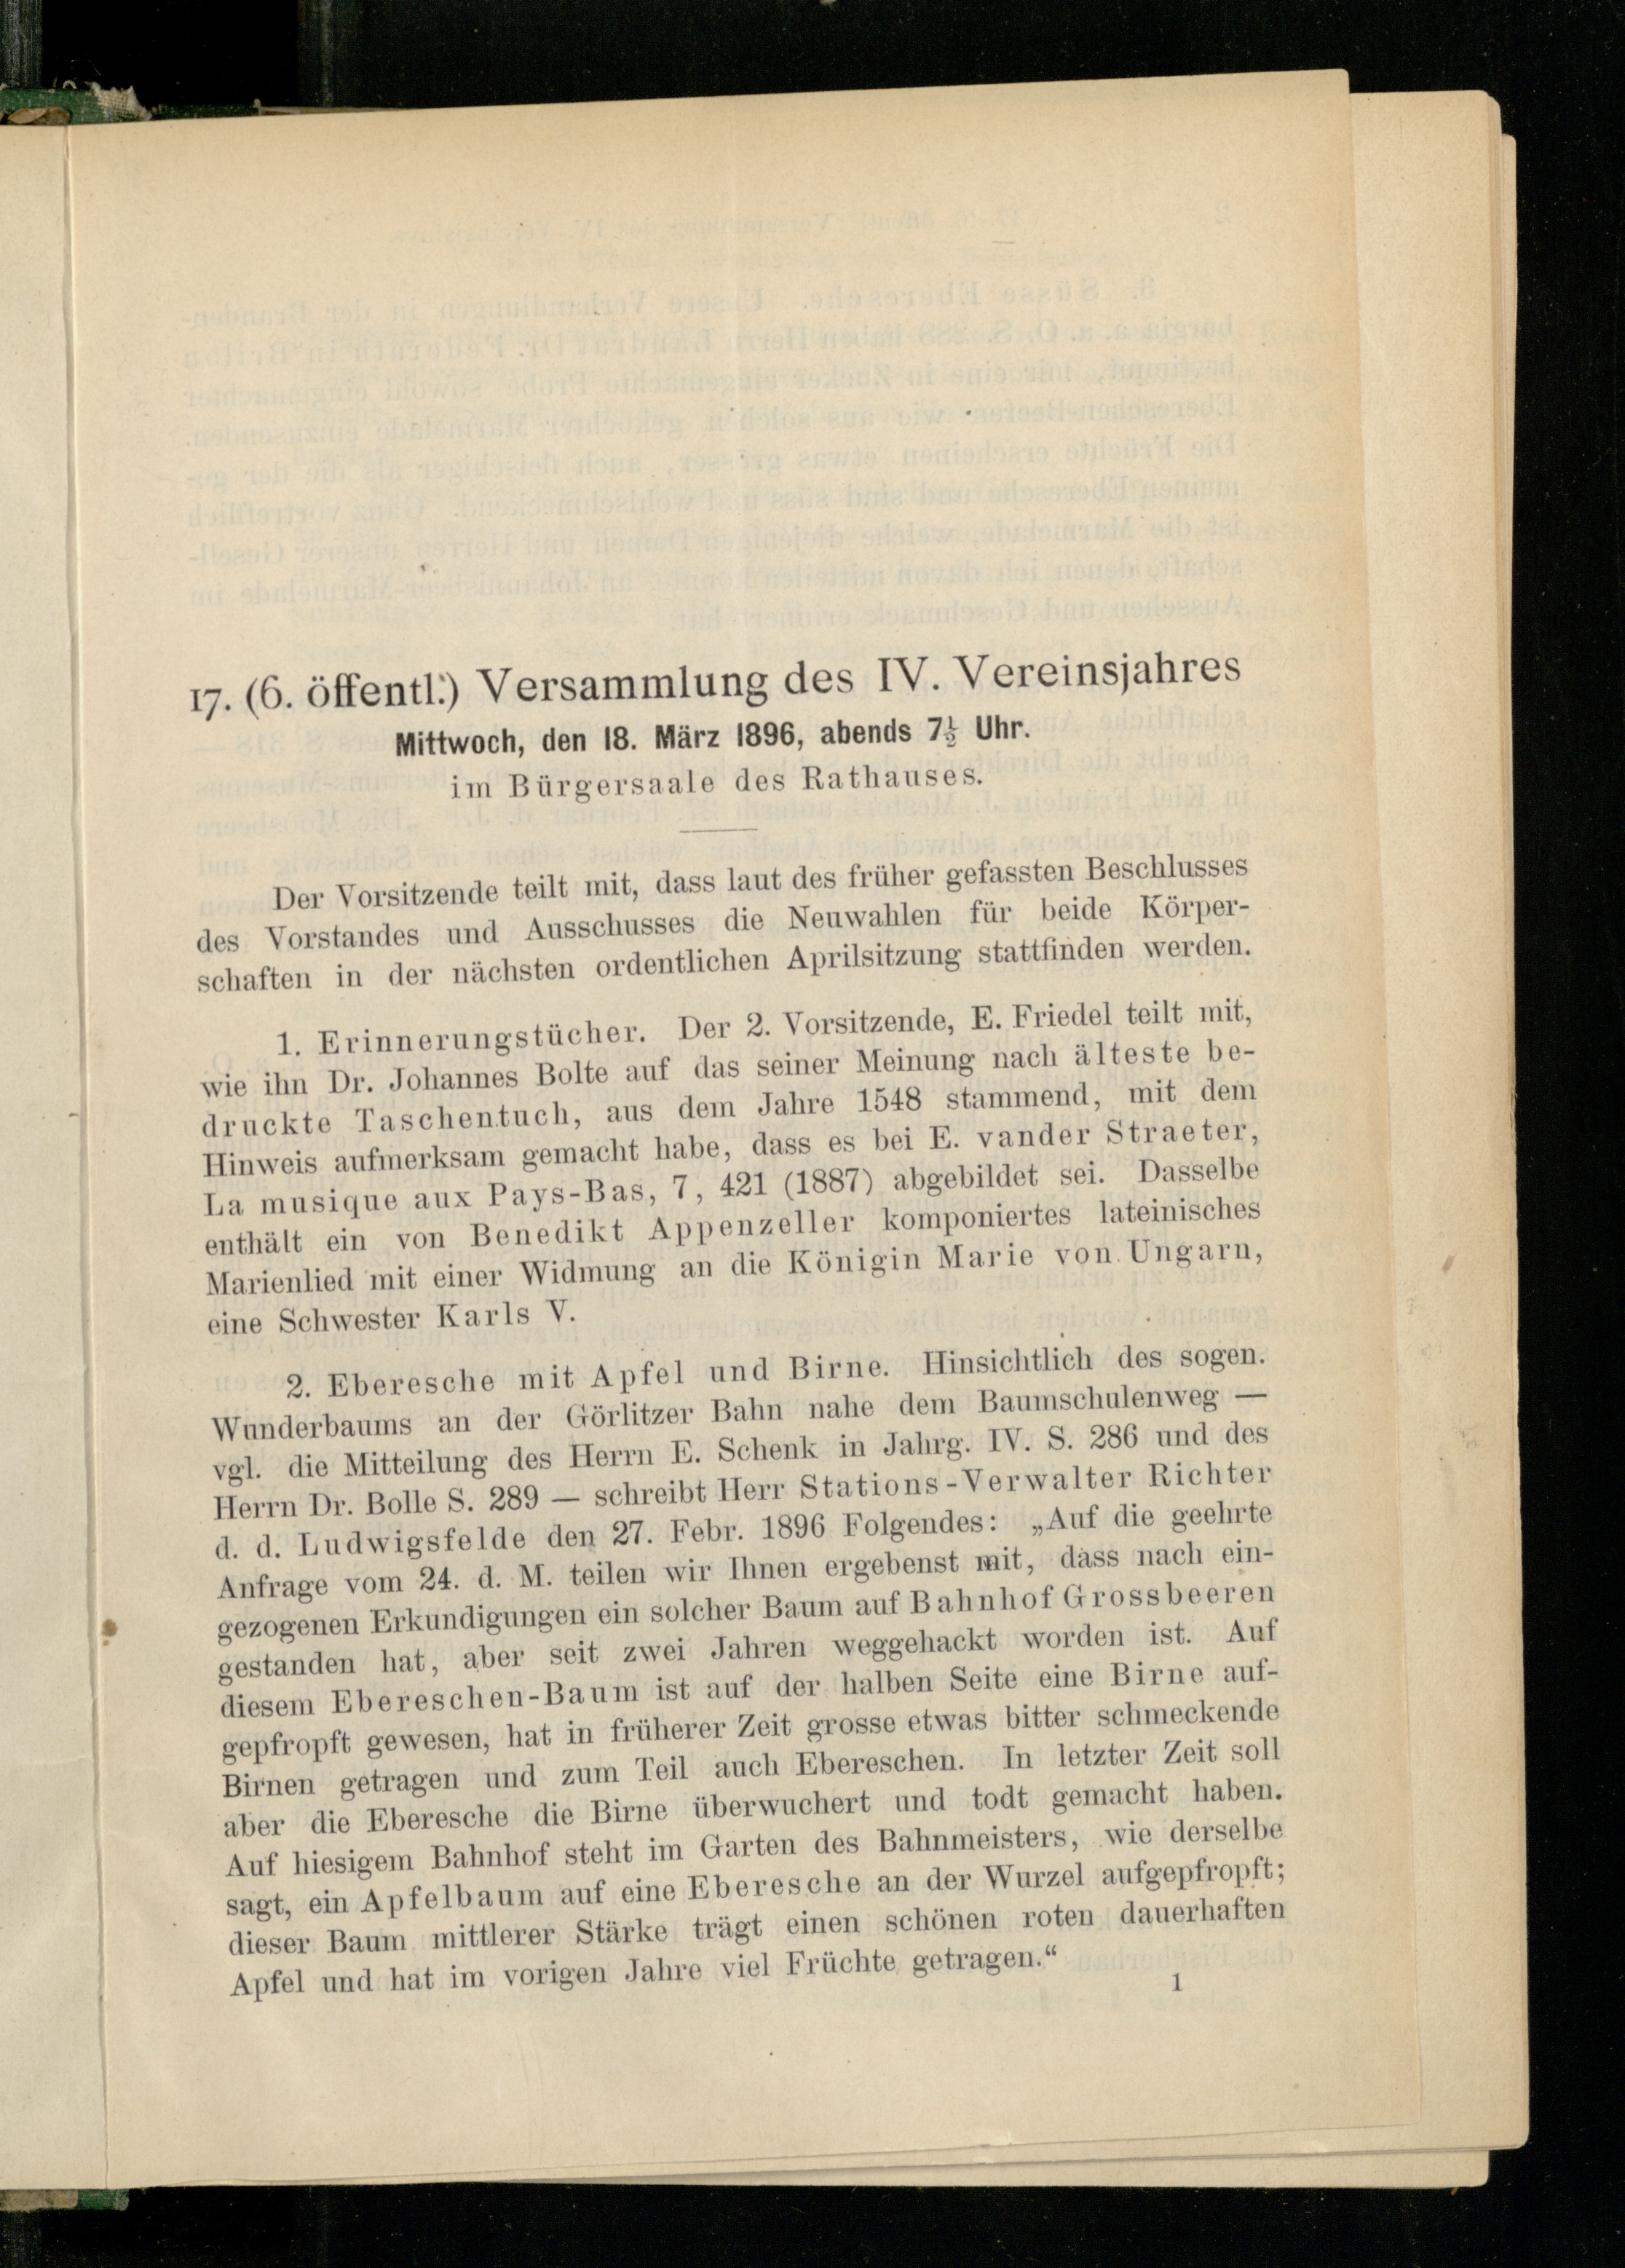 17. (6. öffentl.) Versammlung des IV. Vereinsjahres
Mittwoch, den 18. März 1896, abends 7½ Uhr.
im Bürgersaale des Rathauses.
Der Vorsitzende teilt mit, dass laut des früher gefassten Beschlusses
des Vorstandes und Ausschusses die Neuwahlen für beide Körper-
schaften in der nächsten ordentlichen Aprilsitzung stattfinden werden.
1. Erinnerungstücher. Der 2. Vorsitzende, E. Friedel teilt mit,
wie ihn Dr. Johannes Bolte auf das seiner Meinung nach älteste be-
druckte Taschentuch, aus dem Jahre 1548 stammend, mit dem
Hinweis aufmerksam gemacht habe, dass es bei E. vander Straeter,
La musique aux Pays-Bas, 7, 421 (1887) abgebildet sei. Dasselbe
enthält ein von Benedikt Appenzeller komponiertes lateinisches
Marienlied mit einer Widmung an die Königin Marie von Ungarn,
eine Schwester Karls V.
2. Eberesche mit Apfel und Birne. Hinsichtlich des sogen.
Wunderbaums an der Görlitzer Bahn nahe dem Baumschulenweg —
vgl. die Mitteilung des Herrn E. Schenk in Jahrg. IV. S. 286 und des
Herrn Dr. Bolle S. 289 — schreibt Herr Stations-Verwalter Richter
d. d. Ludwigsfelde den 27. Febr. 1896 Folgendes: „Auf die geehrte
Anfrage vom 24. d. M. teilen wir Ihnen ergebenst mit, dass nach ein-
gezogenen Erkundigungen ein solcher Baum auf Bahnhof Grossbeeren
gestanden hat, aber seit zwei Jahren weggehackt worden ist. Auf
diesem Ebereschen-Baum ist auf der halben Seite eine Birne auf-
gepfropft gewesen, hat in früherer Zeit grosse etwas bitter schmeckende
Birnen getragen und zum Teil auch Ebereschen. In letzter Zeit soll
aber die Eberesche die Birne überwuchert und todt gemacht haben.
Auf hiesigem Bahnhof steht im Garten des Bahnmeisters, wie derselbe
sagt, ein Apfelbaum auf eine Eberesche an der Wurzel aufgepfropft;
dieser Baum mittlerer Stärke trägt einen schönen roten dauerhaften
Apfel und hat im vorigen Jahre viel Früchte getragen.“
1